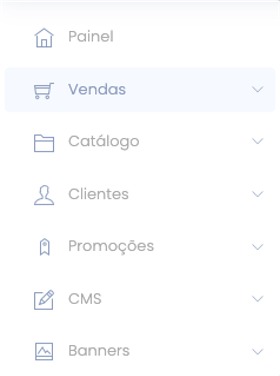 Painel
Vendas
Catálogo
Clientes
Promoções
CMS
Banners